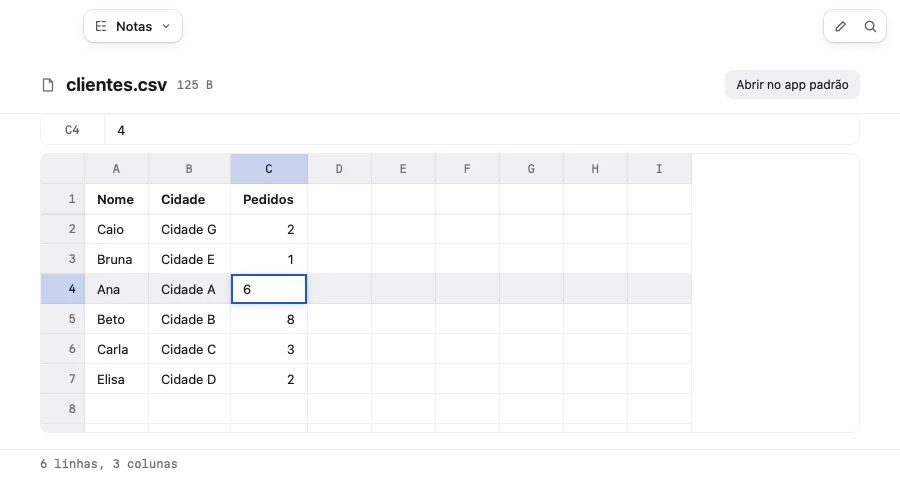 Notas
clientes.csv 125 B
Abrir no app padrão
C4 4
A B C D E F G H I
1 Nome Cidade Pedidos
2 Caio Cidade G 2
3 Bruna Cidade E 1
4 Ana Cidade A 6
5 Beto Cidade B 8
6 Carla Cidade C 3
7 Elisa Cidade D 2
8
6 linhas, 3 colunas